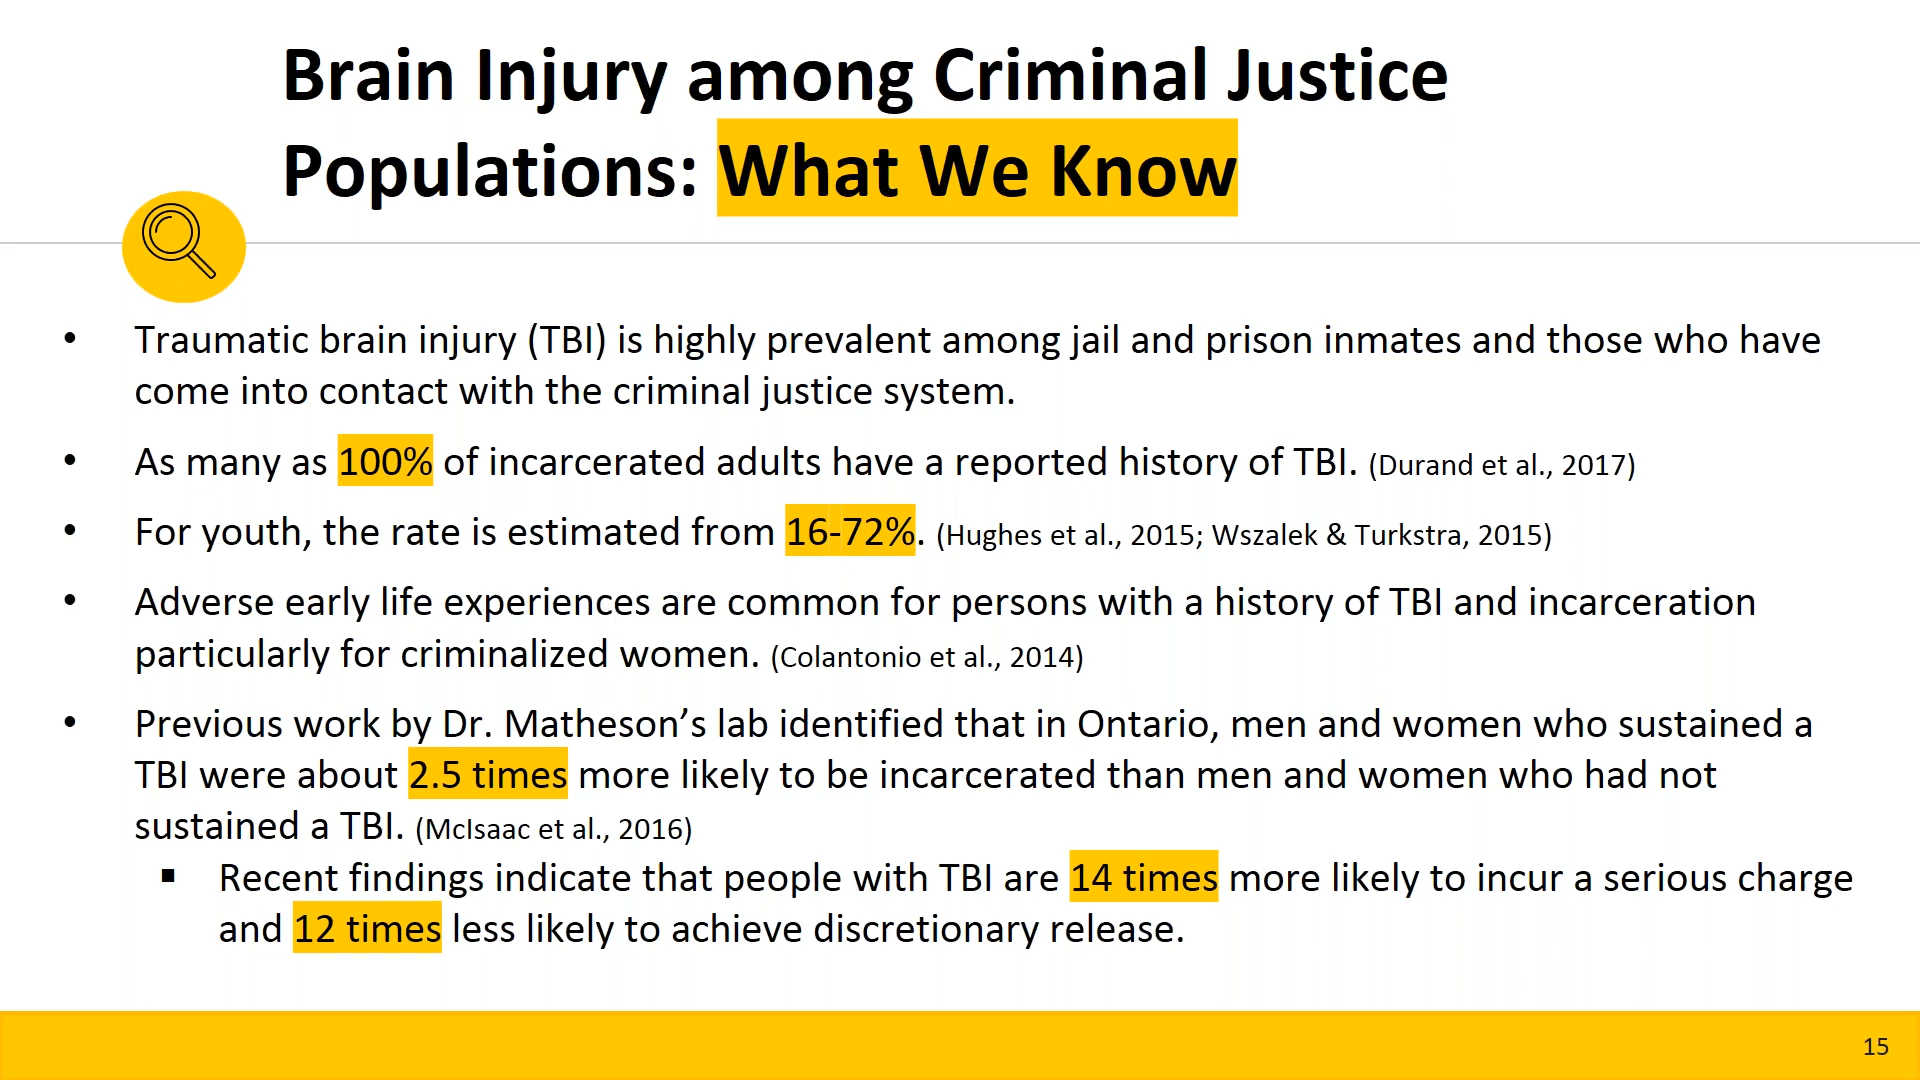 Brain Injury among Criminal Justice
Populations: What We Know
• Traumatic brain injury (TBI) is highly prevalent among jail and prison inmates and those who have
come into contact with the criminal justice system.
• As many as 100% of incarcerated adults have a reported history of TBI. (Durand et al., 2017)
• For youth, the rate is estimated from 16-72%. (Hughes et al., 2015; Wszalek & Turkstra, 2015)
• Adverse early life experiences are common for persons with a history of TBI and incarceration
particularly for criminalized women. (Colantonio et al., 2014)
• Previous work by Dr. Matheson’s lab identified that in Ontario, men and women who sustained a
TBI were about 2.5 times more likely to be incarcerated than men and women who had not
sustained a TBI. (McIsaac et al., 2016)
▪ Recent findings indicate that people with TBI are 14 times more likely to incur a serious charge
and 12 times less likely to achieve discretionary release.
15